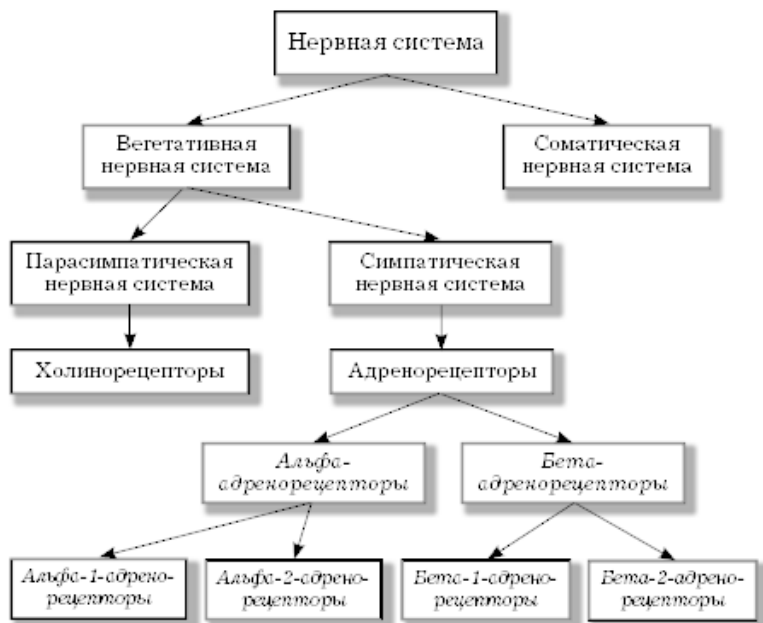 Нервная система
Вегетативная
нервная система
Соматическая
нервная система
Парасимпатическая
нервная система
Симпатическая
нервная система
Холинорецепторы
Адренорецепторы
Альфа-
адренорецепторы
Бета-
адренорецепторы
Альфа-1-адрено-
рецепторы
Альфа-2-адрено-
рецепторы
Бета-1-адрено-
рецепторы
Бета-2-адрено-
рецепторы